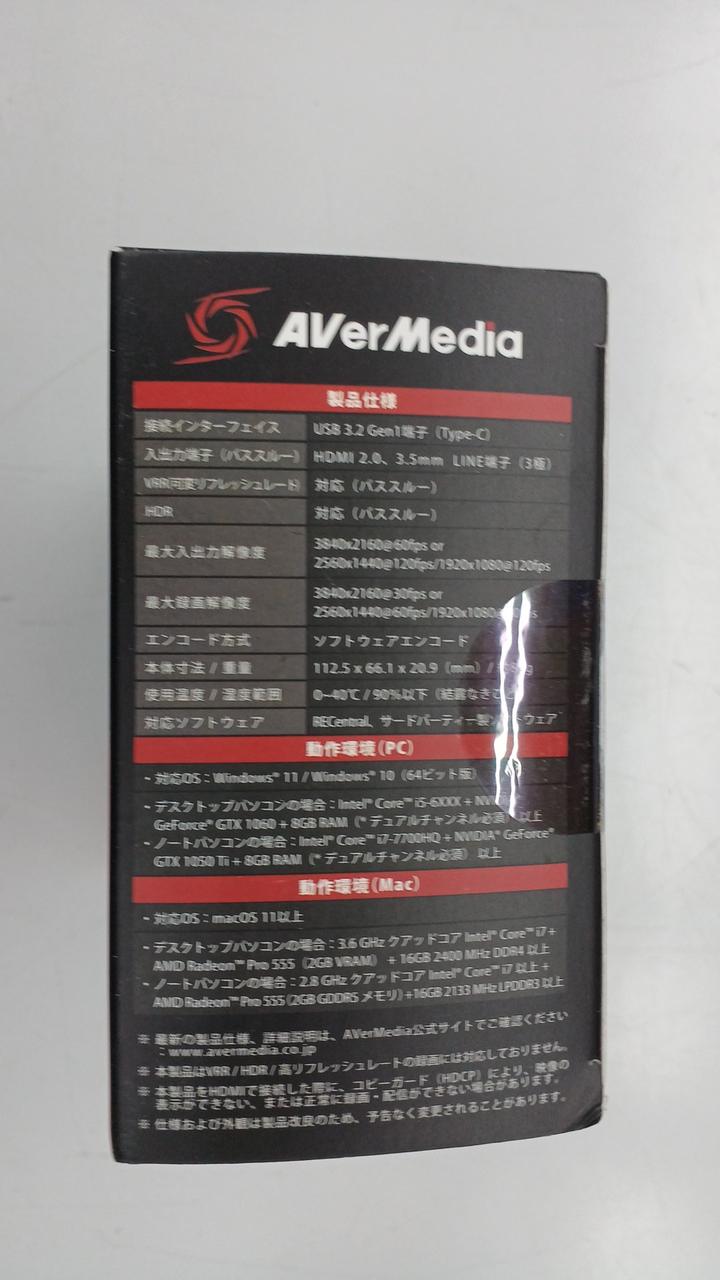 AVerMedia
製品仕様
接続インターフェイス USB 3.2 Gen1端子（Type-C）
入出力端子（パススルー） HDMI 2.0、3.5mm LINE端子（3極）
VRR(可変リフレッシュレート) 対応（パススルー）
HDR 対応（パススルー）
最大入出力解像度 3840x2160@60fps or
2560x1440@120fps/1920x1080@120fps
最大録画解像度 3840x2160@30fps or
2560x1440@60fps/1920x1080
エンコード方式 ソフトウェアエンコード
本体寸法 / 重量 112.5 x 66.1 x 20.9（mm）/
使用温度 / 湿度範囲 0~40℃ / 90%以下（結露なきこと
対応ソフトウェア RECentral、サードパーティー製ソフトウェア
動作環境（PC）
・対応OS：Windows® 11 / Windows® 10（64ビット版）
・デスクトップパソコンの場合：Intel® Core™ i5-6XXX +
GeForce® GTX 1060 + 8GB RAM（* デュアルチャンネル必須）以上
・ノートパソコンの場合：Intel® Core™ i7-7700HQ + NVIDIA® GeForce®
GTX 1050 Ti + 8GB RAM（* デュアルチャンネル必須） 以上
動作環境（Mac）
・対応OS：macOS 11以上
・デスクトップパソコンの場合：3.6 GHz クアッドコア Intel® Core™ i7 +
AMD Radeon™ Pro 555（2GB VRAM） + 16GB 2400 MHz DDR4 以上
・ノートパソコンの場合：2.8 GHz クアッドコア Intel® Core™ i7 以上 +
AMD Radeon™ Pro 555 (2GB GDDR5 メモリ) +16GB 2133 MHz LPDDR3 以上
※ 最新の製品仕様、詳細説明は、AVerMedia公式サイトでご確認ください
：www.avermedia.co.jp
※ 本製品はVRR / HDR / 高リフレッシュレートの録画には対応しておりません。
※ 本製品をHDMIで接続した際に、コピーガード（HDCP）により、映像の
表示ができない、または正常に録画・配信ができない場合があります。
※ 仕様および外観は製品改良のため、予告なく変更されることがあります。